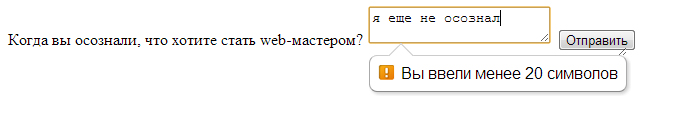 я еще не осознал
Когда вы осознали, что хотите стать web-мастером?
Отправить
Вы ввели менее 20 символов